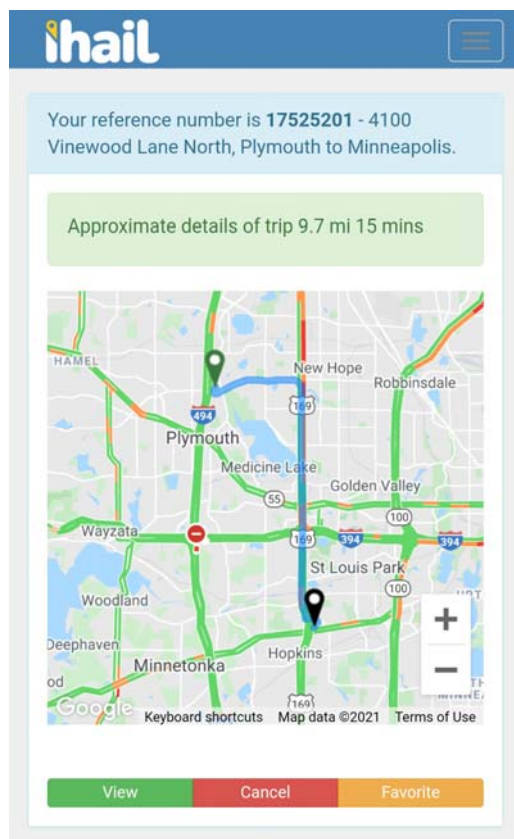 ihail
Your reference number is 17525201 - 4100
Vinewood Lane North, Plymouth to Minneapolis.
Approximate details of trip 9.7 mi 15 mins
HAMEL
New Hope
Robbinsdale
169
494
Plymouth
Medicine Lake
Golden Valley
55
100
Wayzata
169
394
394
St Louis Park
100
Woodland
Deephaven
Hopkins
Minnetonka
169
Google
Keyboard shortcuts Map data ©2021 Terms of Use
View Cancel Favorite